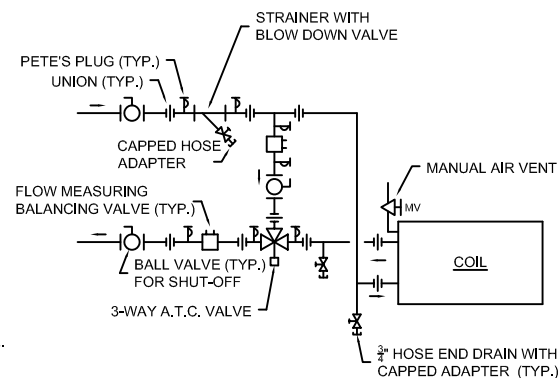 STRAINER WITH
BLOW DOWN VALVE
PETE'S PLUG (TYP.)
UNION (TYP.)
CAPPED HOSE
ADAPTER
MANUAL AIR VENT
MV
FLOW MEASURING
BALANCING VALVE (TYP.)
COIL
BALL VALVE (TYP.)
FOR SHUT-OFF
3-WAY A.T.C. VALVE
3/4" HOSE END DRAIN WITH
CAPPED ADAPTER (TYP.)